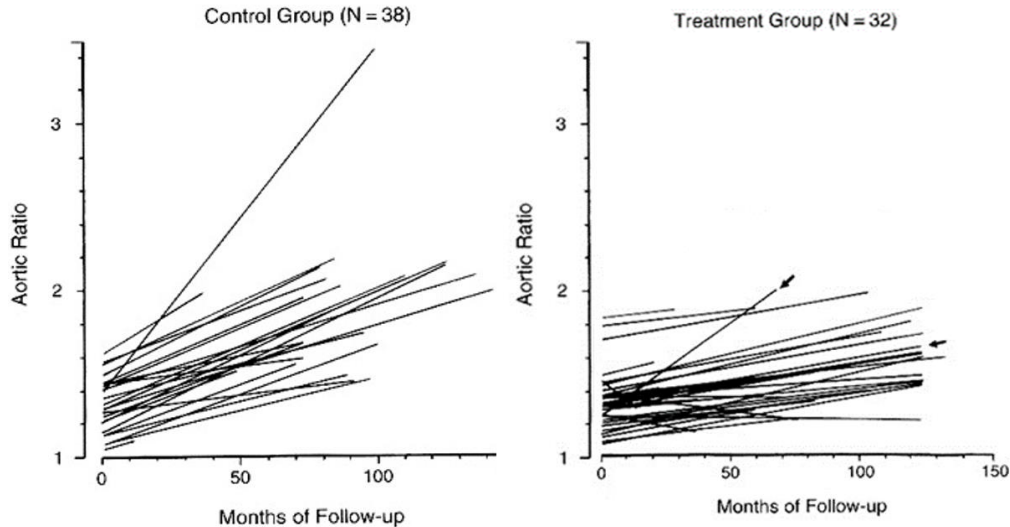 Control Group (N = 38)
3
2
1
Aortic Ratio
0
50
100
Months of Follow-up
Treatment Group (N = 32)
3
2
1
Aortic Ratio
0
50
100
150
Months of Follow-up